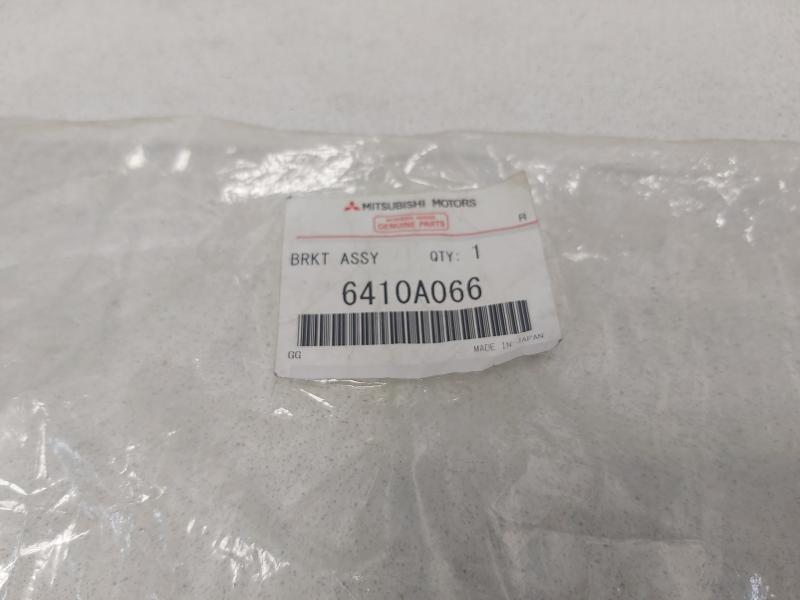 MITSUBISHI MOTORS
GENUINE PARTS
BRKT ASSY QTY: 1
6410A066
GG MADE IN JAPAN